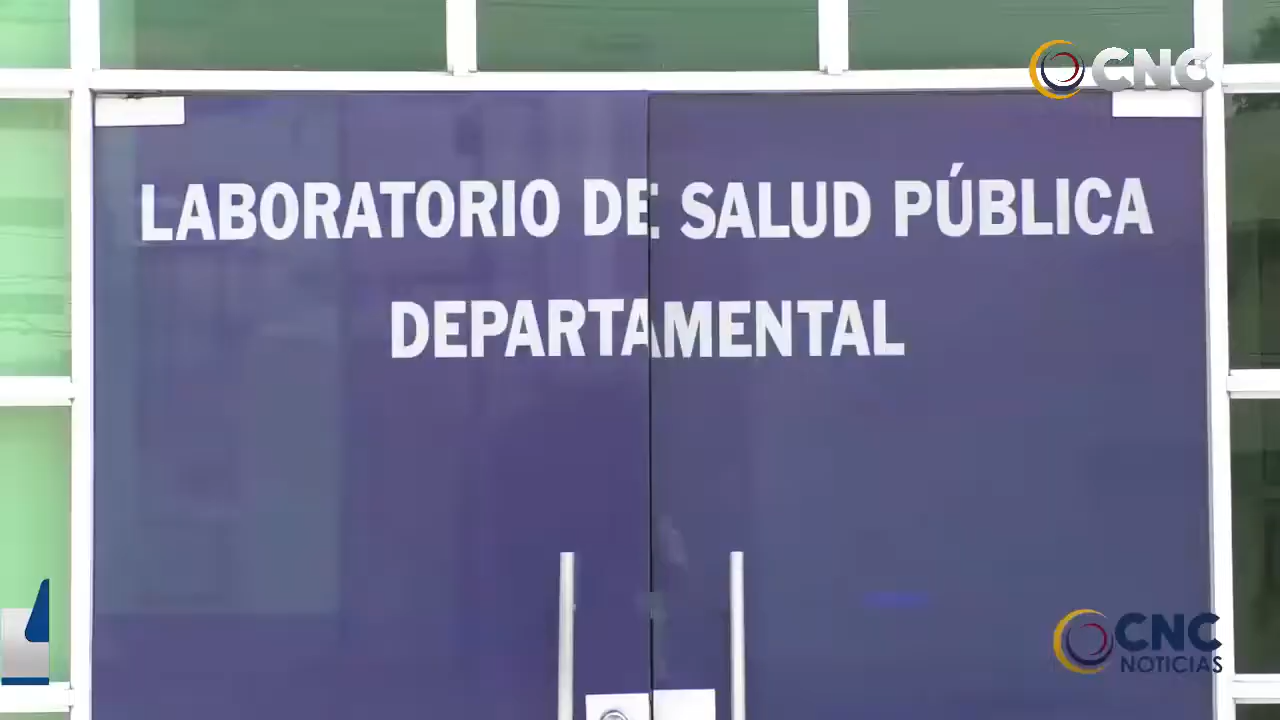 CNC
LABORATORIO DE SALUD PÚBLICA
DEPARTAMENTAL
CNC
NOTICIAS